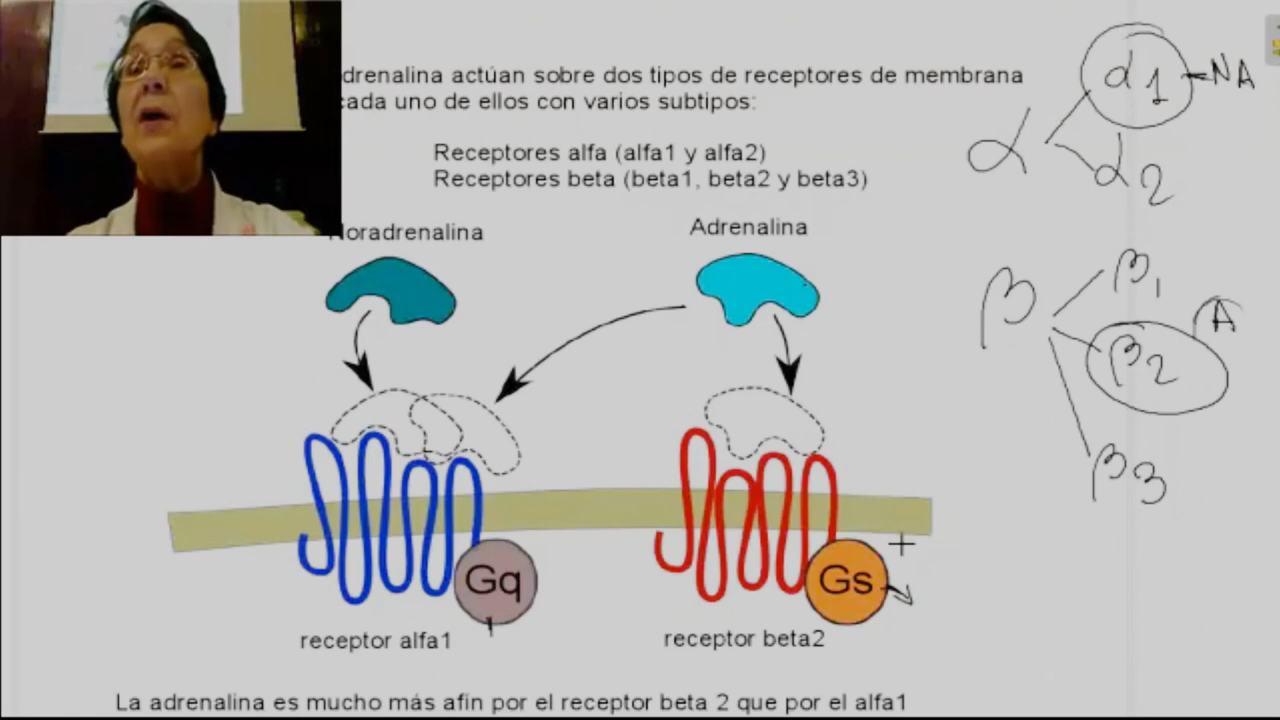 drenalina actúan sobre dos tipos de receptores de membrana
cada uno de ellos con varios subtipos:
Receptores alfa (alfa1 y alfa2)
Receptores beta (beta1, beta2 y beta3)
Noradrenalina
Adrenalina
Gq
Gs
+
receptor alfa1
receptor beta2
La adrenalina es mucho más afín por el receptor beta 2 que por el alfa1
α
α1
NA
α2
β
β1
β2
A
β3